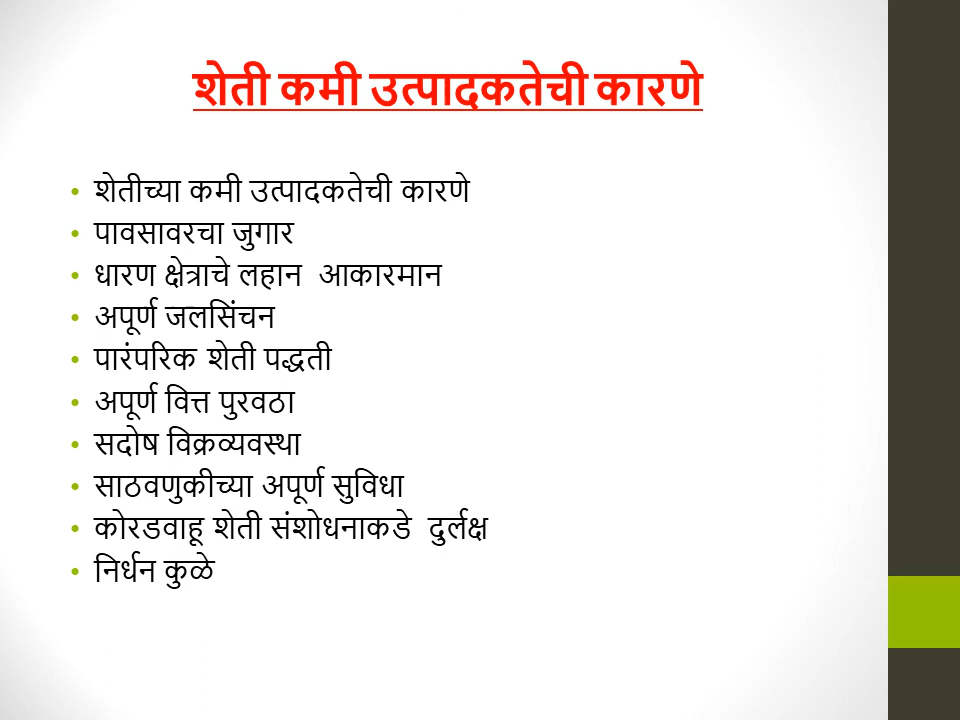 शेती कमी उत्पादकतेची कारणे
• शेतीच्या कमी उत्पादकतेची कारणे
• पावसावरचा जुगार
• धारण क्षेत्राचे लहान आकारमान
• अपूर्ण जलसिंचन
• पारंपरिक शेती पद्धती
• अपूर्ण वित्त पुरवठा
• सदोष विक्रव्यवस्था
• साठवणुकीच्या अपूर्ण सुविधा
• कोरडवाहू शेती संशोधनाकडे दुर्लक्ष
• निर्धन कुळे